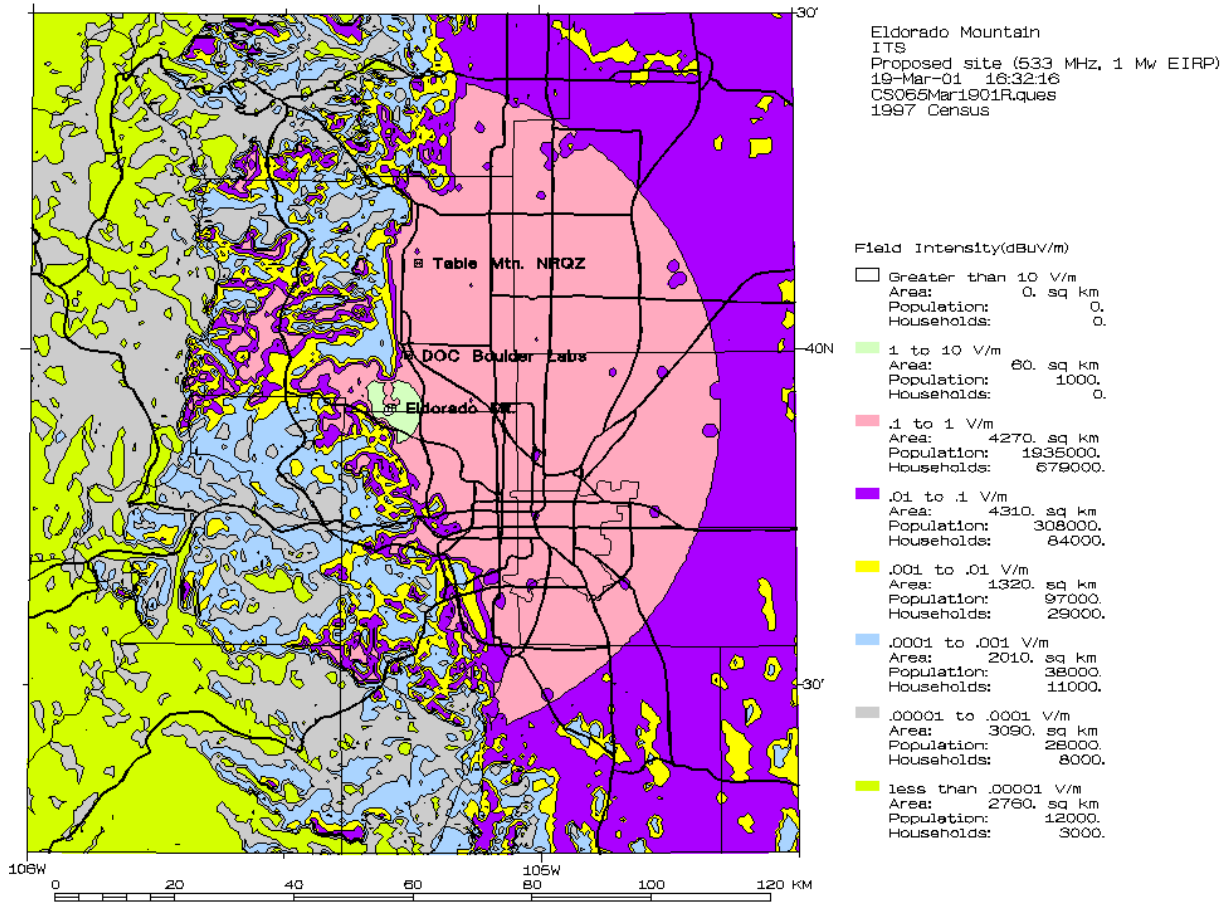 Eldorado Mountain
ITS
Proposed site (533 MHz, 1 Mw EIRP)
19-Mar-01 16:32:16
CS065Mar1901R.ques
1997 Census
Field Intensity(dBuV/m)
Greater than 10 V/m
Area: 0. sq km
Population: 0.
Households: 0.
1 to 10 V/m
Area: 60. sq km
Population: 1000.
Households: 0.
.1 to 1 V/m
Area: 4270. sq km
Population: 1935000.
Households: 679000.
.01 to .1 V/m
Area: 4310. sq km
Population: 308000.
Households: 84000.
.001 to .01 V/m
Area: 1320. sq km
Population: 97000.
Households: 29000.
.0001 to .001 V/m
Area: 2010. sq km
Population: 38000.
Households: 11000.
.00001 to .0001 V/m
Area: 3090. sq km
Population: 28000.
Households: 8000.
less than .00001 V/m
Area: 2760. sq km
Population: 12000.
Households: 3000.
30'
Table Mtn. NRQZ
40N
DOC Boulder Labs
Eldorado Mt.
30'
106W 105W
0 20 40 60 80 100 120 KM